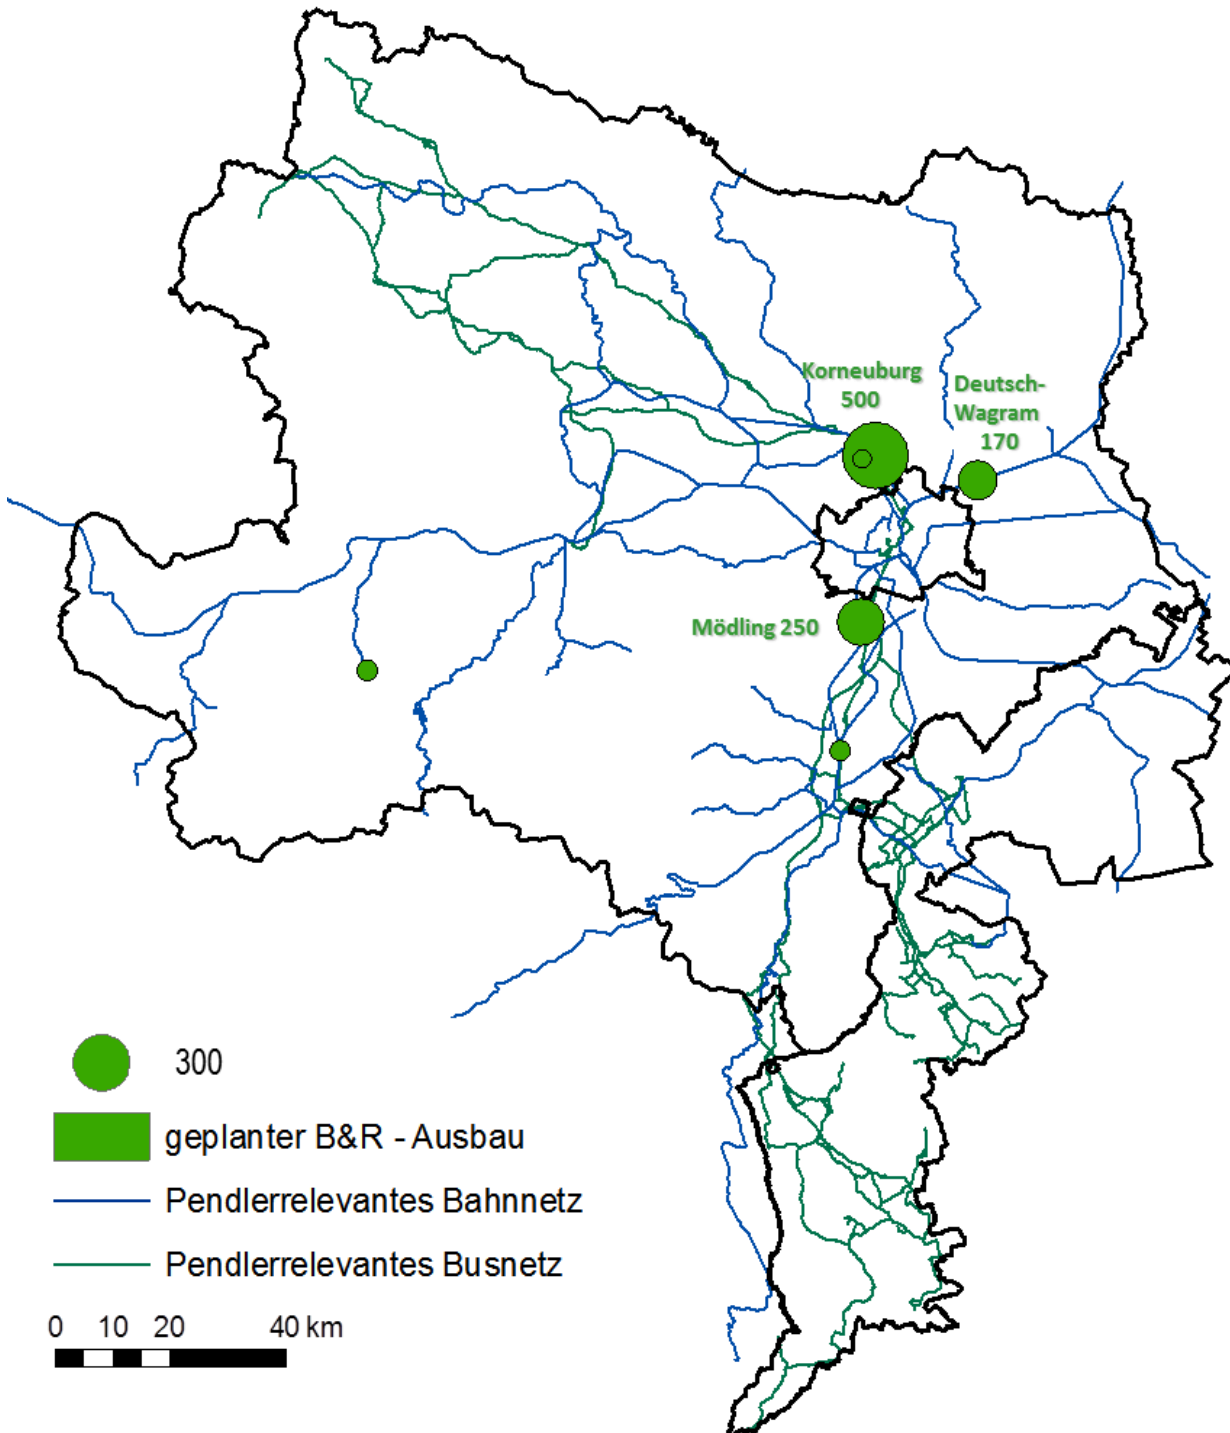 Korneuburg
500
Deutsch-
Wagram
170
Mödling 250
300
geplanter B&R - Ausbau
Pendlerrelevantes Bahnnetz
Pendlerrelevantes Busnetz
0 10 20 40 km